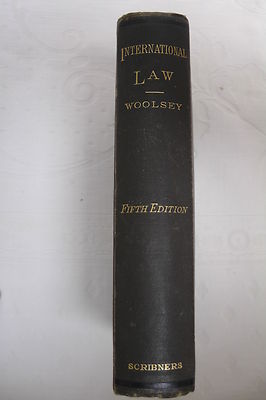 INTERNATIONAL
LAW
WOOLSEY
FIFTH EDITION
SCRIBNERS